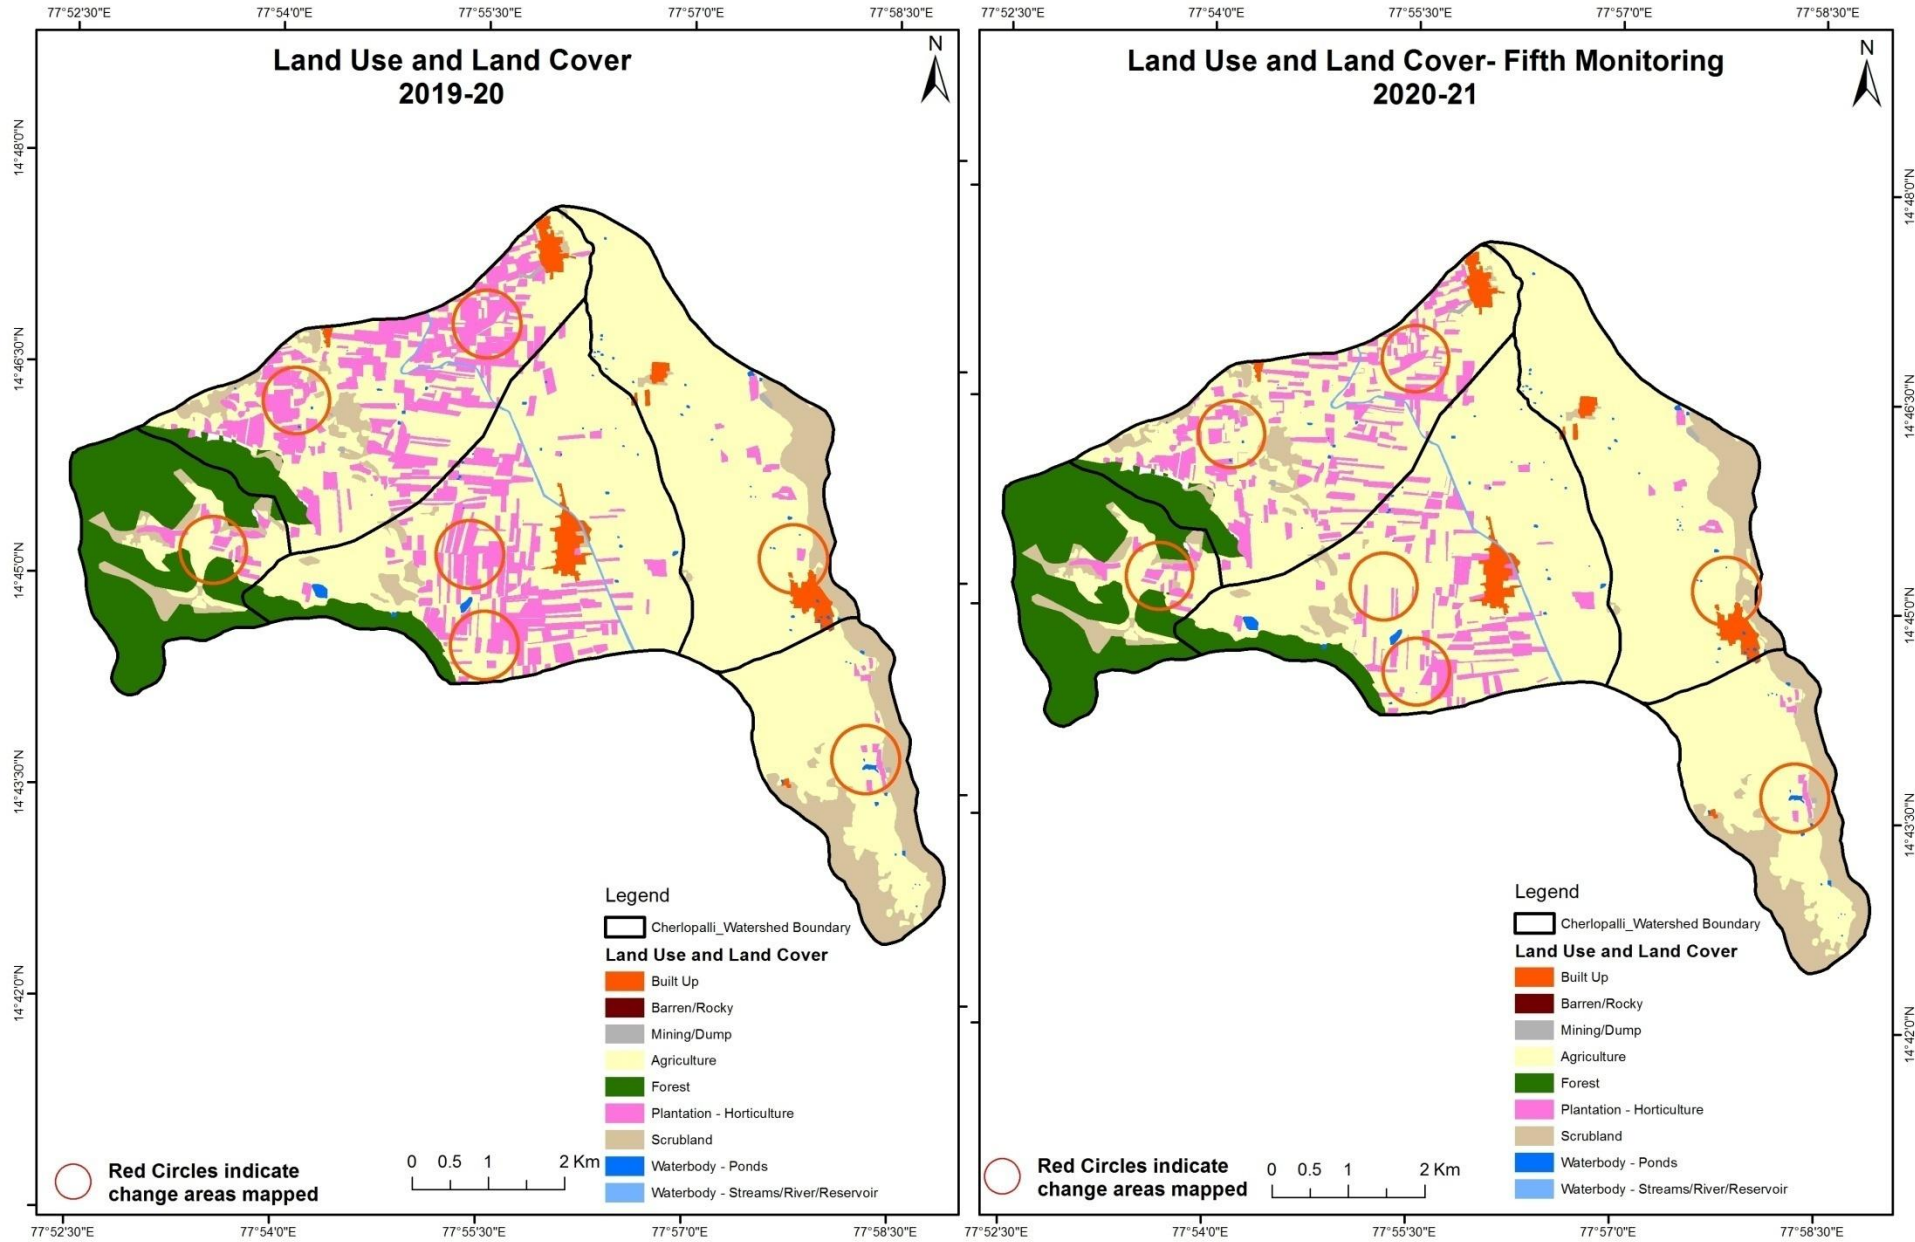 77°52'30"E 77°54'0"E 77°55'30"E 77°57'0"E 77°58'30"E
Land Use and Land Cover
2019-20
N
14°48'0"N
14°46'30"N
14°45'0"N
14°43'30"N
14°42'0"N
Legend
Cherlopalli_Watershed Boundary
Land Use and Land Cover
Built Up
Barren/Rocky
Mining/Dump
Agriculture
Forest
Plantation - Horticulture
Scrubland
Waterbody - Ponds
Waterbody - Streams/River/Reservoir
Red Circles indicate
change areas mapped
0 0.5 1 2 Km
77°52'30"E 77°54'0"E 77°55'30"E 77°57'0"E 77°58'30"E
77°52'30"E 77°54'0"E 77°55'30"E 77°57'0"E 77°58'30"E
Land Use and Land Cover- Fifth Monitoring
2020-21
N
14°48'0"N
14°46'30"N
14°45'0"N
14°43'30"N
14°42'0"N
Legend
Cherlopalli_Watershed Boundary
Land Use and Land Cover
Built Up
Barren/Rocky
Mining/Dump
Agriculture
Forest
Plantation - Horticulture
Scrubland
Waterbody - Ponds
Waterbody - Streams/River/Reservoir
Red Circles indicate
change areas mapped
0 0.5 1 2 Km
77°52'30"E 77°54'0"E 77°55'30"E 77°57'0"E 77°58'30"E